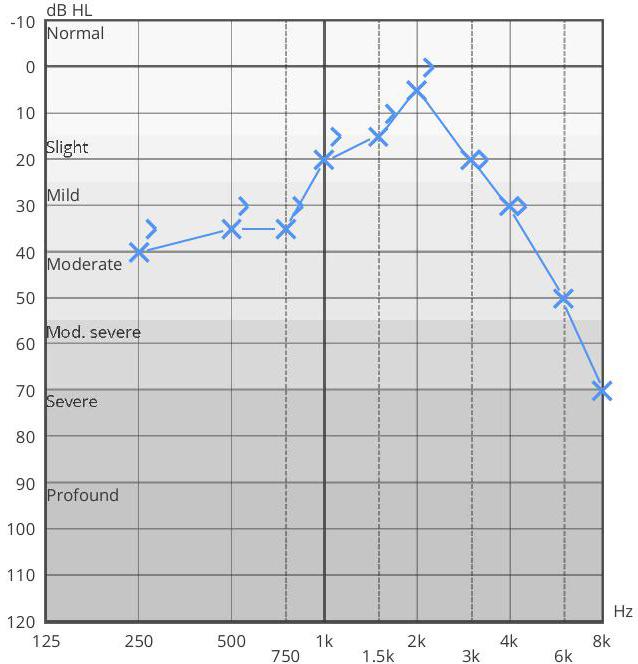 dB HL
-10
Normal
0
10
Slight
20
Mild
30
40
Moderate
50
Mod. severe
60
70
Severe
80
90
Profound
100
110
120
Hz
125 250 500 1k 2k 4k 8k
750 1.5k 3k 6k